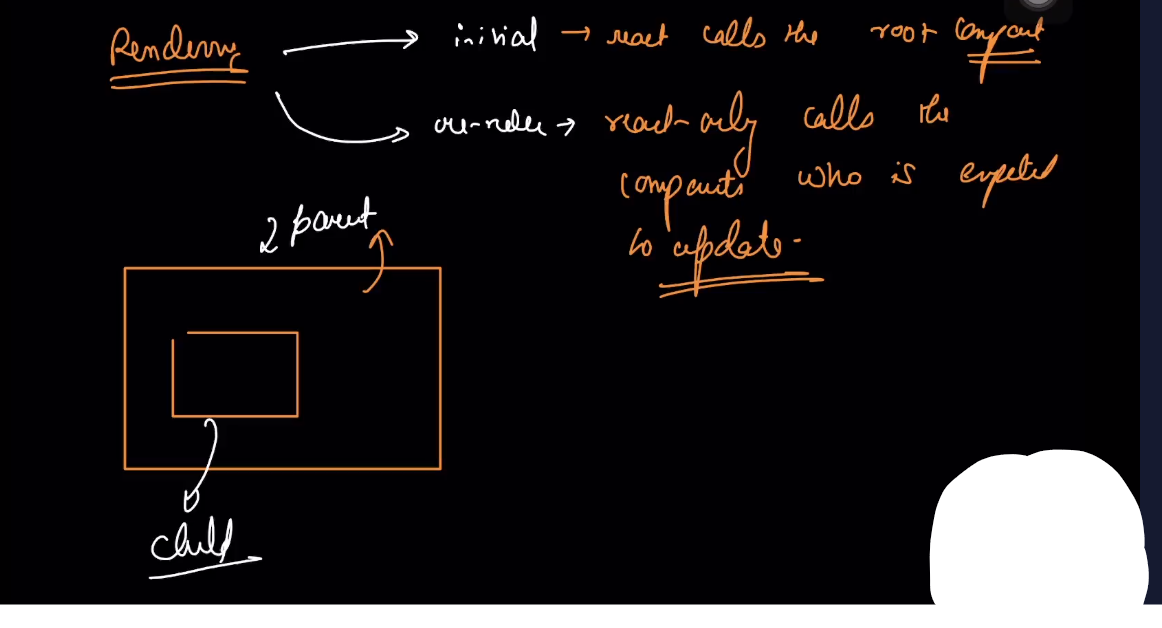 Rendering → initial → react calls the root component
re-render → react only calls the
components who is expected
to update -
2 parent
child